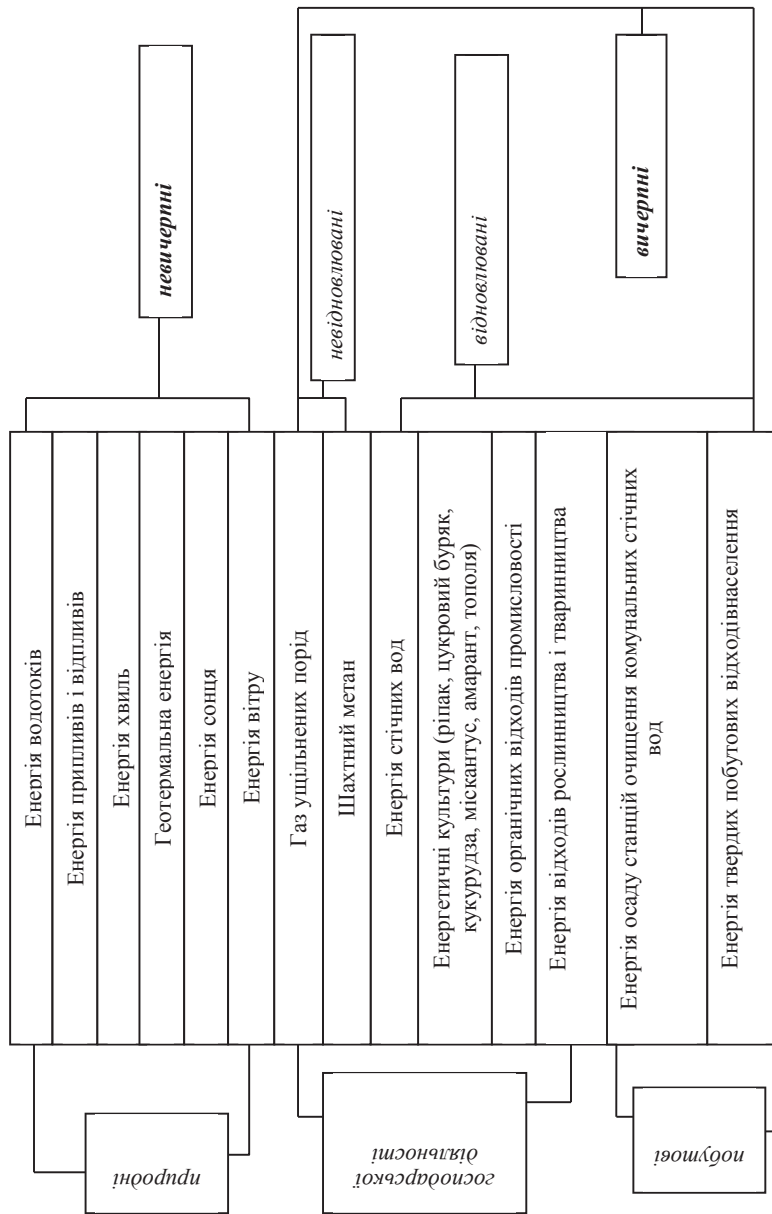 невичерпні
невідновлювані
відновлювані
вичерпні
Енергія водотоків
Енергія припливів і відпливів
Енергія хвиль
Геотермальна енергія
Енергія сонця
Енергія вітру
Газ ущільнених порід
Шахтний метан
Енергія стічних вод
Енергетичні культури (ріпак, цукровий буряк,
кукурудза, міскантус, амарант, тополя)
Енергія органічних відходів промисловості
Енергія відходів рослинництва і тваринництва
Енергія осаду станцій очищення комунальних стічних
вод
Енергія твердих побутових відходівнаселення
природні
господарської
діяльності
побутові